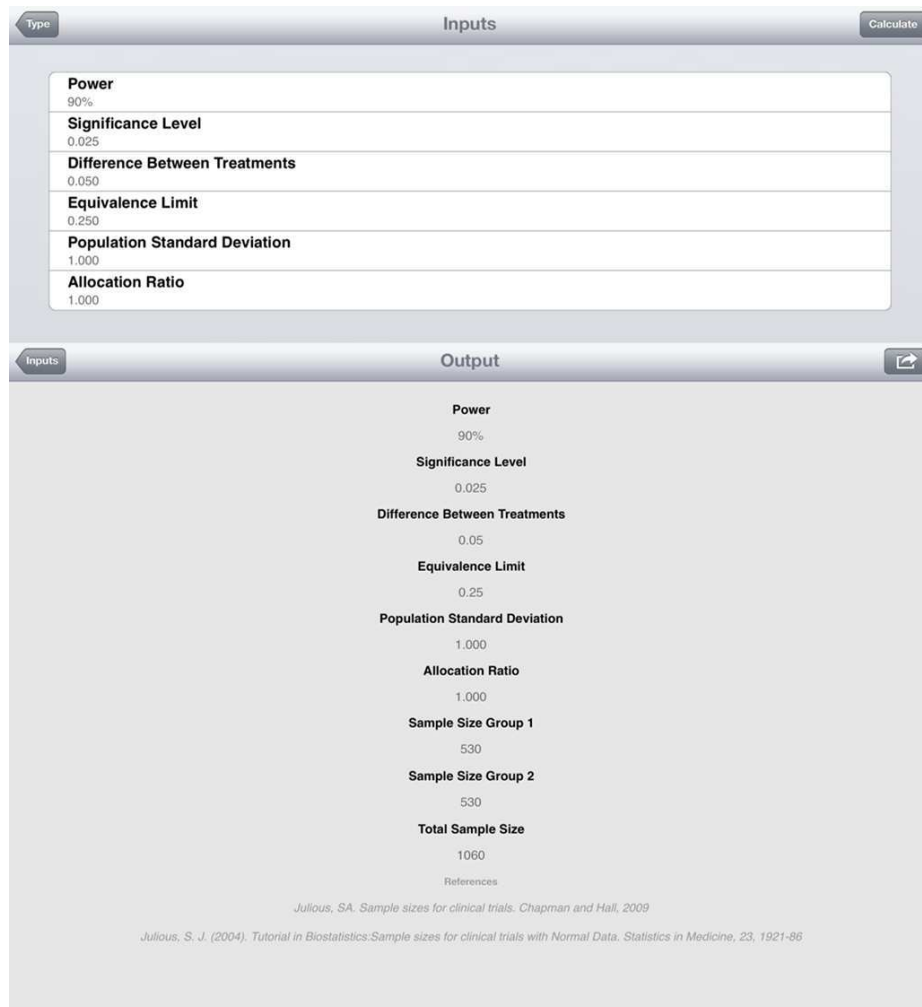 Type
Inputs
Calculate
Power
90%
Significance Level
0.025
Difference Between Treatments
0.050
Equivalence Limit
0.250
Population Standard Deviation
1.000
Allocation Ratio
1.000
Inputs
Output
Power
90%
Significance Level
0.025
Difference Between Treatments
0.05
Equivalence Limit
0.25
Population Standard Deviation
1.000
Allocation Ratio
1.000
Sample Size Group 1
530
Sample Size Group 2
530
Total Sample Size
1060
References
Julious, SA. Sample sizes for clinical trials. Chapman and Hall, 2009
Julious, S. J. (2004). Tutorial in Biostatistics:Sample sizes for clinical trials with Normal Data. Statistics in Medicine, 23, 1921-86